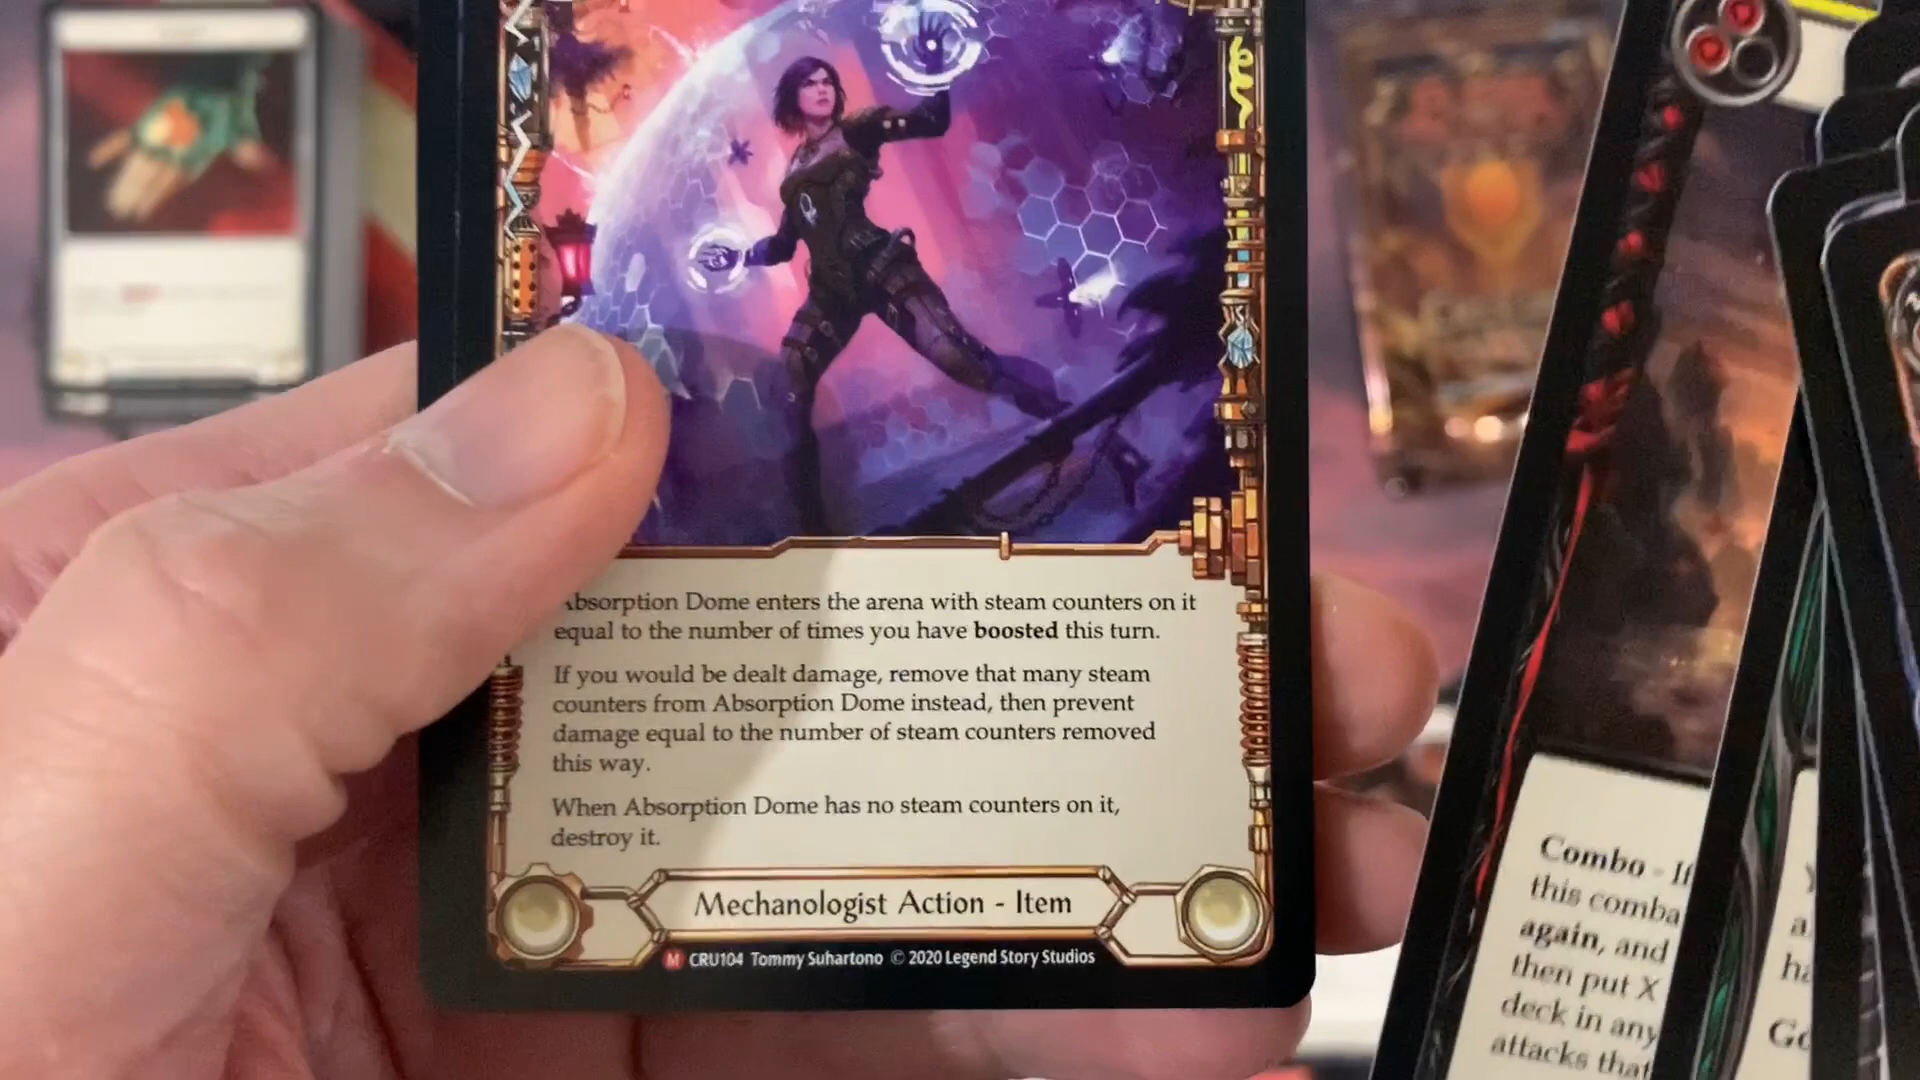 Absorption Dome enters the arena with steam counters on it
equal to the number of times you have boosted this turn.
If you would be dealt damage, remove that many steam
counters from Absorption Dome instead, then prevent
damage equal to the number of steam counters removed
this way.
When Absorption Dome has no steam counters on it,
destroy it.
Mechanologist Action - Item
M CRU104 Tommy Suhartono © 2020 Legend Story Studios
Combo - If
this comba
again, and
then put X
deck in any
attacks that
a
ha
Go